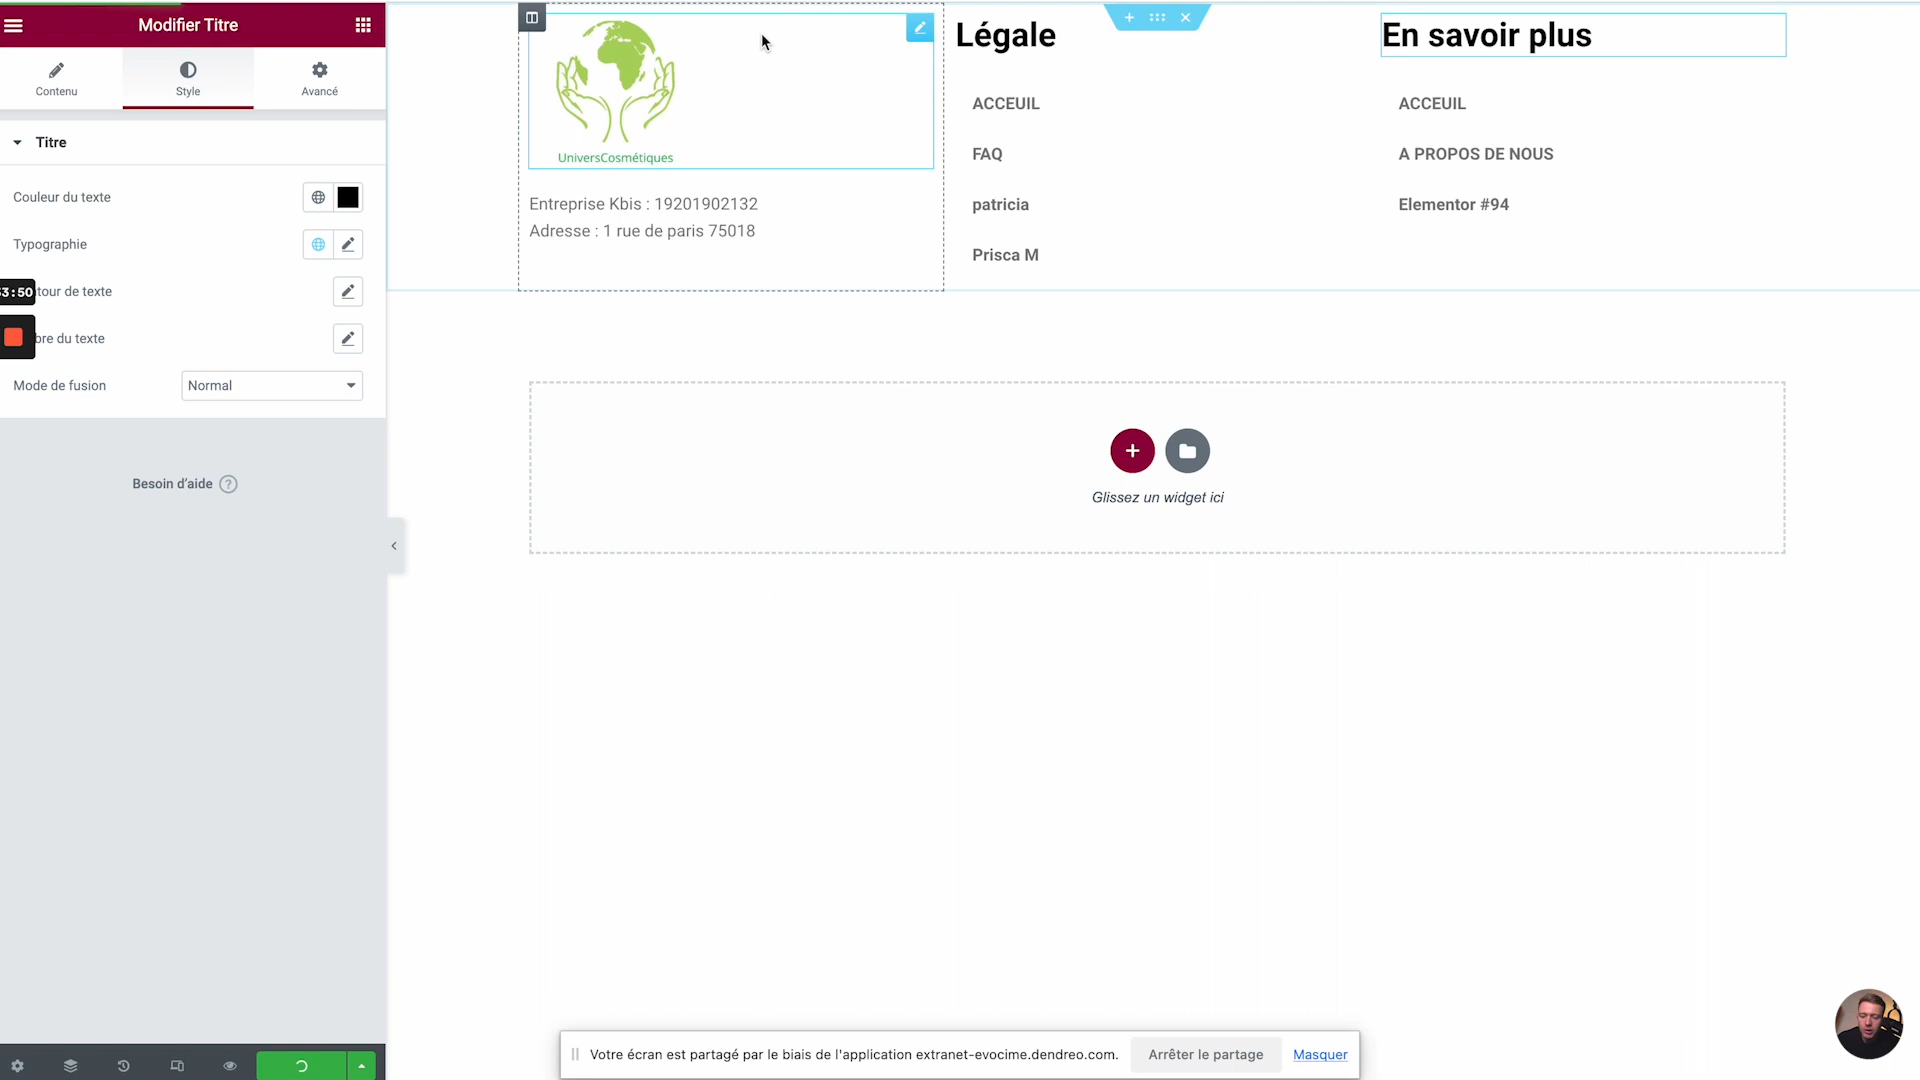 Modifier Titre
Contenu
Style
Avancé
Titre
Couleur du texte
Typographie
3:50
tour de texte
bre du texte
Mode de fusion
Normal
Besoin d'aide ?
UniversCosmétiques
Entreprise Kbis : 19201902132
Adresse : 1 rue de paris 75018
Légale
ACCEUIL
FAQ
patricia
Prisca M
En savoir plus
ACCEUIL
A PROPOS DE NOUS
Elementor #94
Glissez un widget ici
Votre écran est partagé par le biais de l'application extranet-evocime.dendreo.com.
Arrêter le partage
Masquer